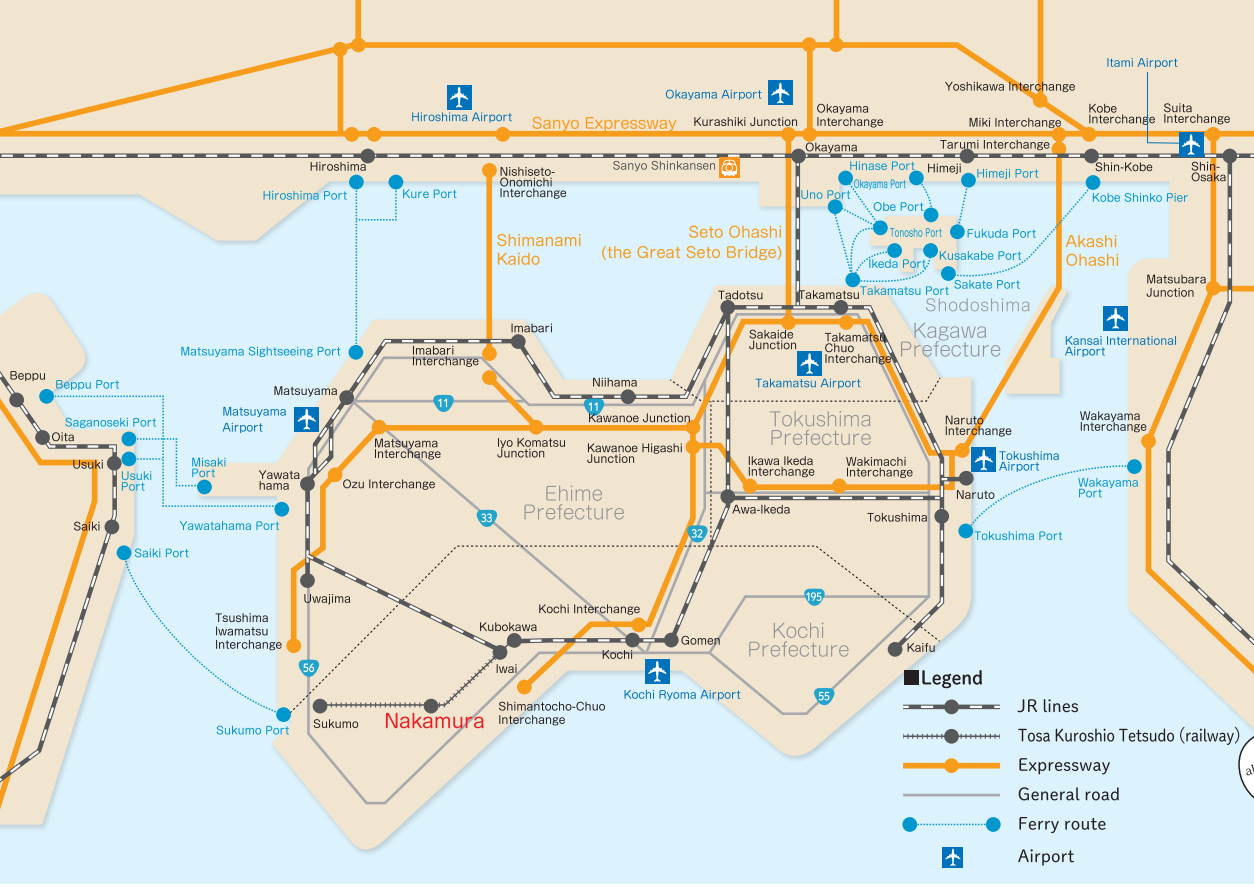 Itami Airport
Yoshikawa Interchange
Okayama Airport
Hiroshima Airport
Okayama
Interchange
Kobe
Interchange
Suita
Interchange
Sanyo Expressway
Kurashiki Junction
Miki Interchange
Tarumi Interchange
Okayama
Hiroshima
Sanyo Shinkansen
Himeji
Shin-Kobe
Shin-
Osaka
Nishiseto-
Onomichi
Interchange
Hinase Port
Okayama Port
Himeji Port
Hiroshima Port
Kure Port
Uno Port
Obe Port
Kobe Shinko Pier
Shimanami
Kaido
Seto Ohashi
(the Great Seto Bridge)
Tonosho Port
Fukuda Port
Akashi
Ohashi
Ikeda Port
Kusakabe Port
Takamatsu Port
Sakate Port
Matsubara
Junction
Tadotsu
Takamatsu
Shodoshima
Kagawa
Prefecture
Kansai International
Airport
Imabari
Sakaide
Junction
Takamatsu
Chuo
Interchange
Matsuyama Sightseeing Port
Imabari
Interchange
Takamatsu Airport
Beppu
Beppu Port
Matsuyama
Niihama
11
11
Matsuyama
Airport
Kawanoe Junction
Tokushima
Prefecture
Naruto
Interchange
Wakayama
Interchange
Saganoseki Port
Oita
Matsuyama
Interchange
Iyo Komatsu
Junction
Kawanoe Higashi
Junction
Ikawa Ikeda
Interchange
Wakimachi
Interchange
Tokushima
Airport
Usuki
Usuki
Port
Misaki
Port
Yawata
hama
Ozu Interchange
Naruto
Wakayama
Port
Ehime
Prefecture
Awa-Ikeda
Tokushima
Saiki
Yawatahama Port
33
32
Tokushima Port
Saiki Port
Uwajima
195
Tsushima
Iwamatsu
Interchange
Kochi Interchange
Kubokawa
Kochi
Prefecture
Gomen
Kaifu
Iwai
Kochi
56
Kochi Ryoma Airport
55
Sukumo Port
Sukumo
Nakamura
Shimantocho-Chuo
Interchange
■Legend
JR lines
Tosa Kuroshio Tetsudo (railway)
Expressway
General road
Ferry route
Airport